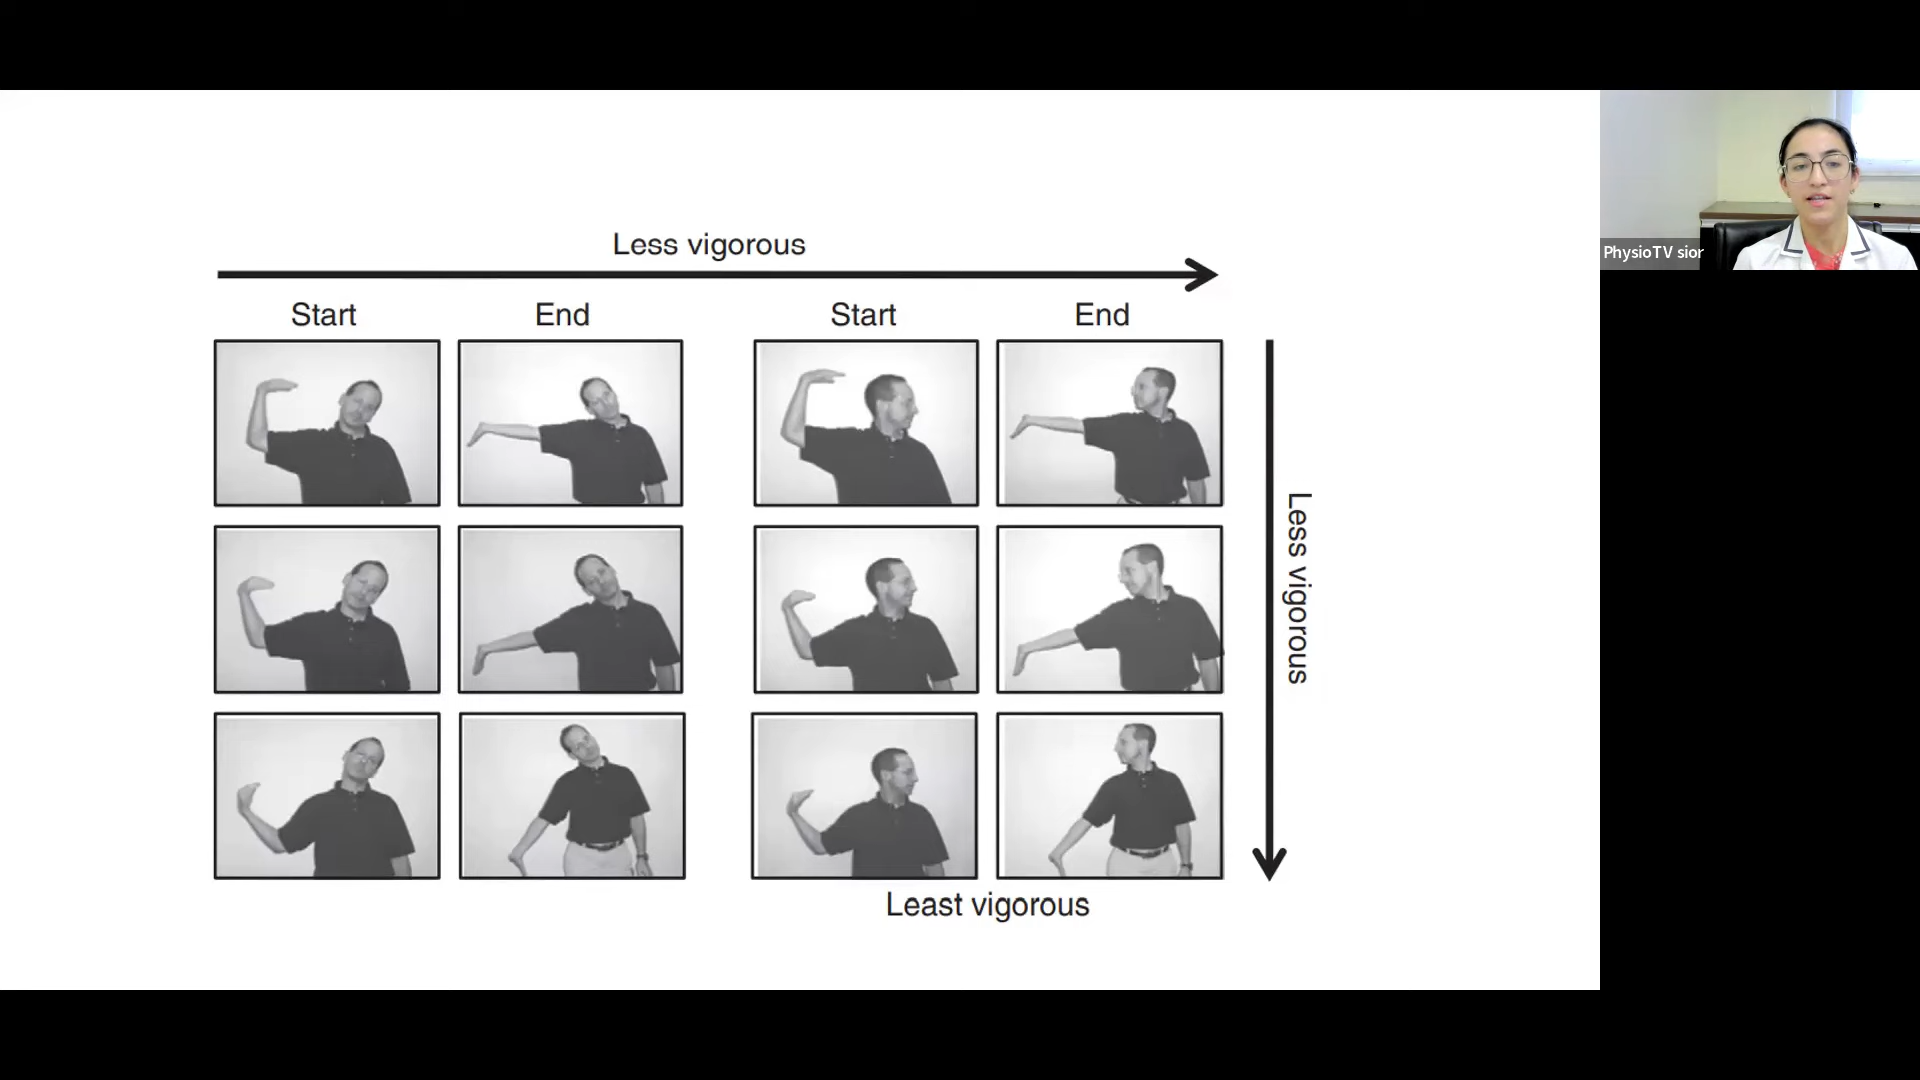 Less vigorous
Start
End
Start
End
Less vigorous
Least vigorous
PhysioTV sior